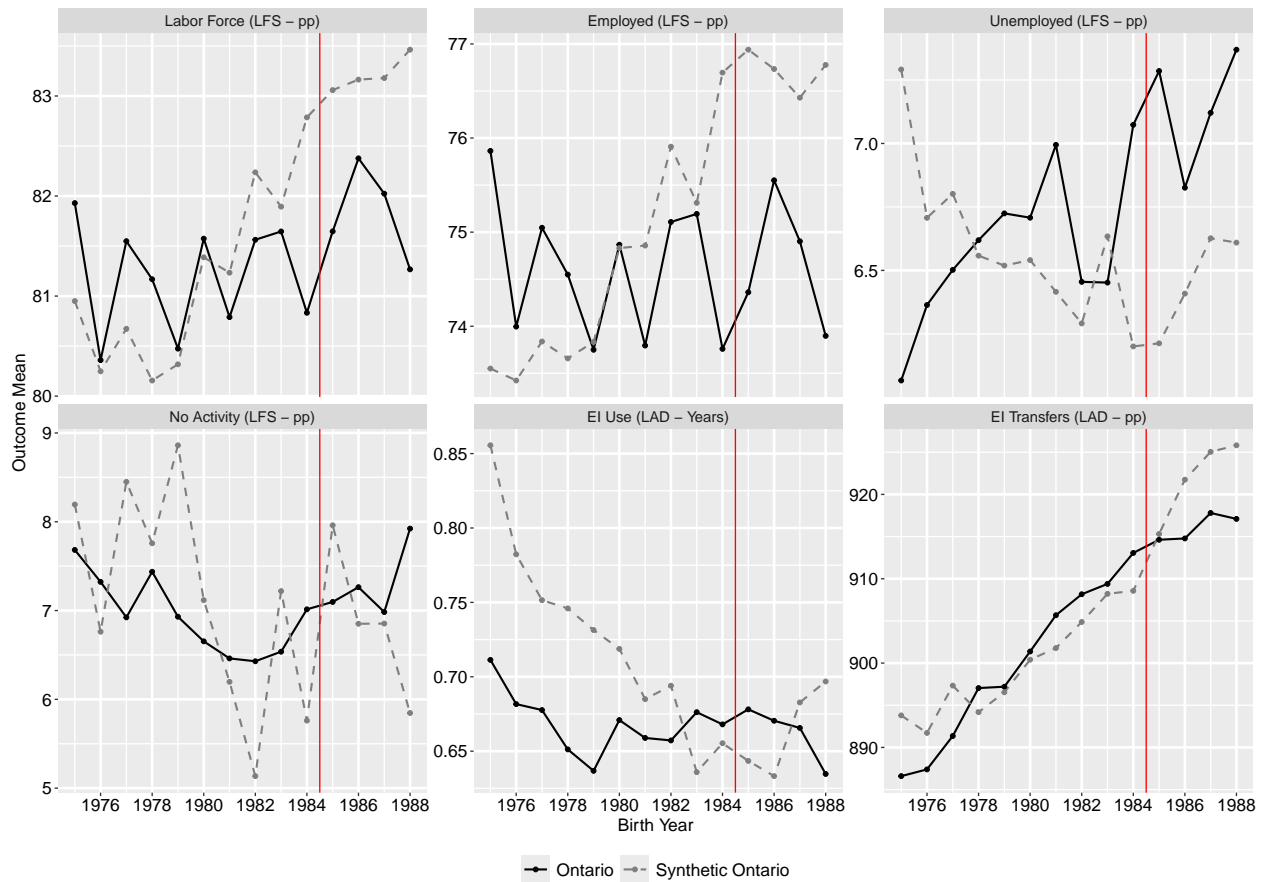 Labor Force (LFS − pp)
Employed (LFS − pp)
Unemployed (LFS − pp)
83
82
81
80
77
76
75
74
7.0
6.5
No Activity (LFS − pp)
EI Use (LAD − Years)
EI Transfers (LAD − pp)
9
8
7
6
5
0.85
0.80
0.75
0.70
0.65
920
910
900
890
1976 1978 1980 1982 1984 1986 1988
1976 1978 1980 1982 1984 1986 1988
1976 1978 1980 1982 1984 1986 1988
Outcome Mean
Birth Year
Ontario
Synthetic Ontario